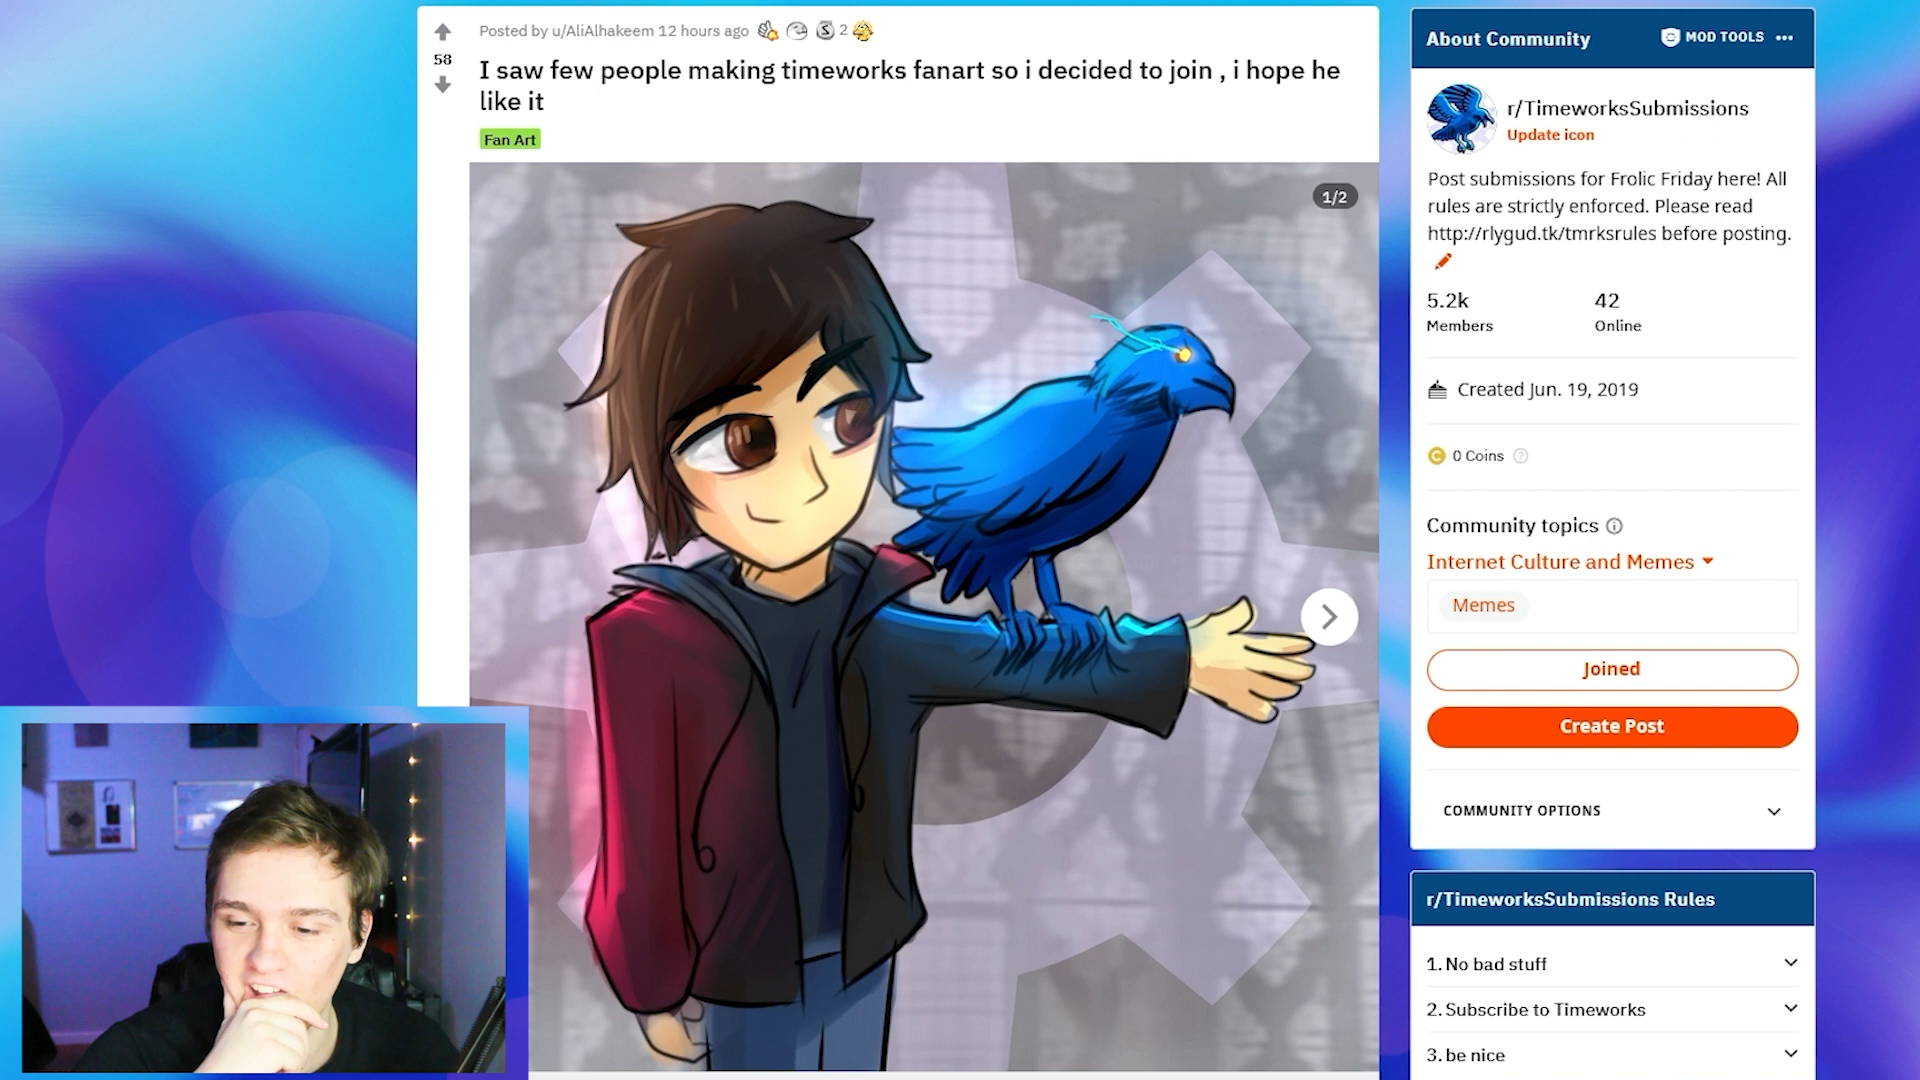 Posted by u/AliAlhakeem 12 hours ago 2
58
I saw few people making timeworks fanart so i decided to join , i hope he
like it
Fan Art
1/2
About Community
MOD TOOLS
r/TimeworksSubmissions
Update icon
Post submissions for Frolic Friday here! All
rules are strictly enforced. Please read
http://rlygud.tk/tmrksrules before posting.
5.2k
Members
42
Online
Created Jun. 19, 2019
0 Coins
Community topics
Internet Culture and Memes
Memes
Joined
Create Post
COMMUNITY OPTIONS
r/TimeworksSubmissions Rules
1. No bad stuff
2. Subscribe to Timeworks
3. be nice